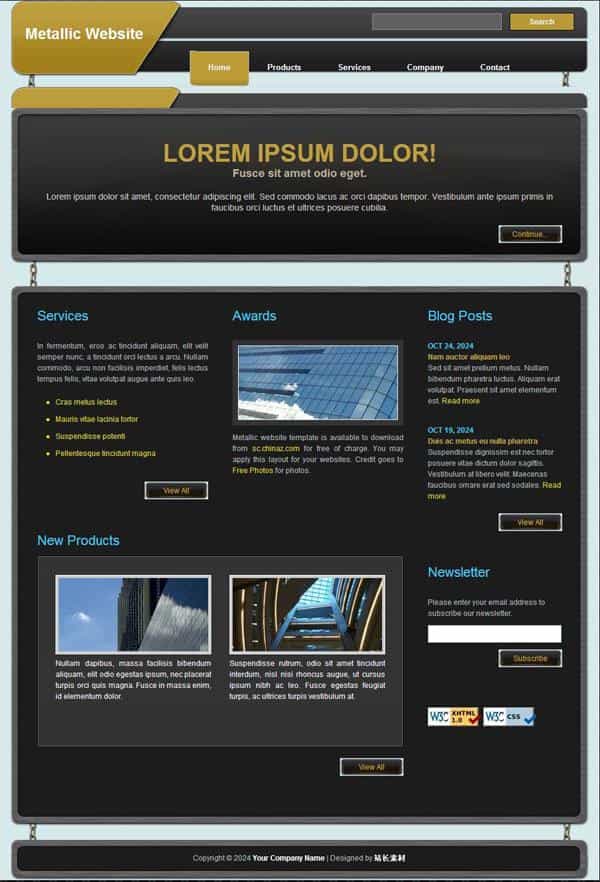 Metallic Website
Search
Home
Products
Services
Company
Contact
LOREM IPSUM DOLOR!
Fusce sit amet odio eget.
Lorem ipsum dolor sit amet, consectetur adipiscing elit. Sed commodo lacus ac orci dapibus tempor. Vestibulum ante ipsum primis in
faucibus orci luctus et ultrices posuere cubilia.
Continue...
Services
In fermentum, eros ac tincidunt aliquam, elit velit
semper nunc, a tincidunt orci lectus a arcu. Nullam
commodo, arcu non facilisis imperdiet, felis lectus
tempus felis, vitae volutpat augue ante quis leo.
Cras metus lectus
Mauris vitae lacinia tortor
Suspendisse potenti
Pellentesque tincidunt magna
View All
Awards
Metallic website template is available to download
from sc.chinaz.com for free of charge. You may
apply this layout for your websites. Credit goes to
Free Photos for photos.
Blog Posts
OCT 24, 2024
Nam auctor aliquam leo
Sed sit amet pretium metus. Nullam
bibendum pharetra luctus. Aliquam erat
volutpat. Praesent sit amet elementum
est. Read more
OCT 19, 2024
Duis ac metus eu nulla pharetra
Suspendisse dignissim est nec tortor
posuere vitae dictum dolor sagittis.
Vestibulum at libero velit. Maecenas
faucibus ornare erat sed sodales. Read
more
View All
New Products
Nullam dapibus, massa facilisis bibendum
aliquam, elit odio egestas ipsum, nec placerat
turpis orci quis magna. Fusce in massa enim,
id elementum dolor.
Suspendisse rutrum, odio sit amet tincidunt
interdum, nisl nisi rhoncus augue, ut cursus
ipsum nibh ac leo. Fusce egestas feugiat
turpis, ac ultrices turpis vestibulum at.
View All
Newsletter
Please enter your email address to
subscribe our newsletter.
Subscribe
W3C XHTML 1.0
W3C CSS
Copyright © 2024 Your Company Name | Designed by 站长素材